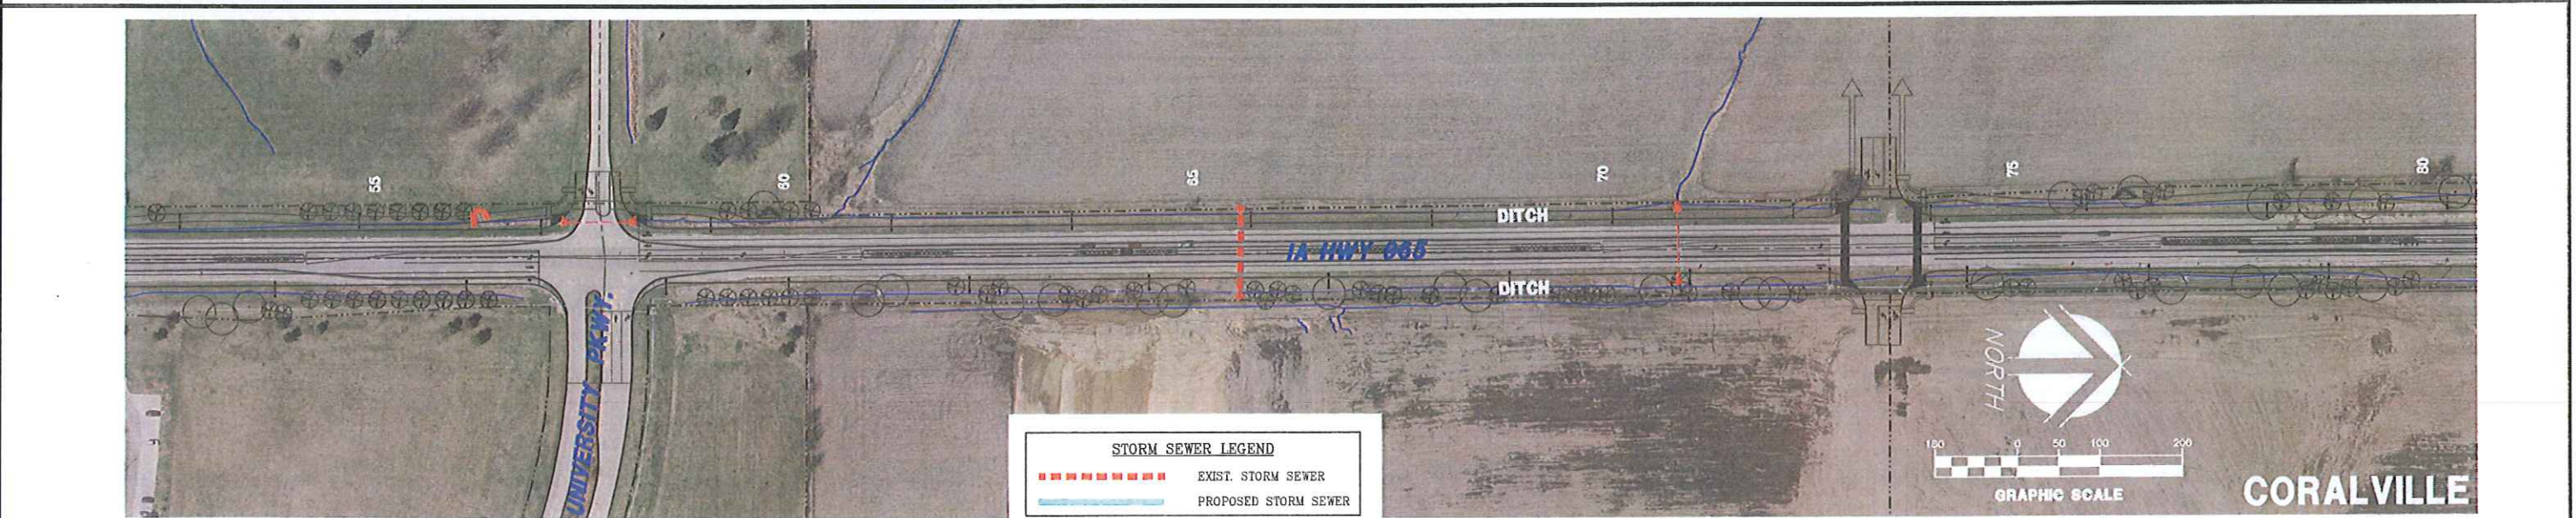 55
60
65
70
75
80
DITCH
IA HWY 965
DITCH
UNIVERSITY PKWY.
NORTH
STORM SEWER LEGEND
EXIST. STORM SEWER
PROPOSED STORM SEWER
0 50 100 200
GRAPHIC SCALE
CORALVILLE